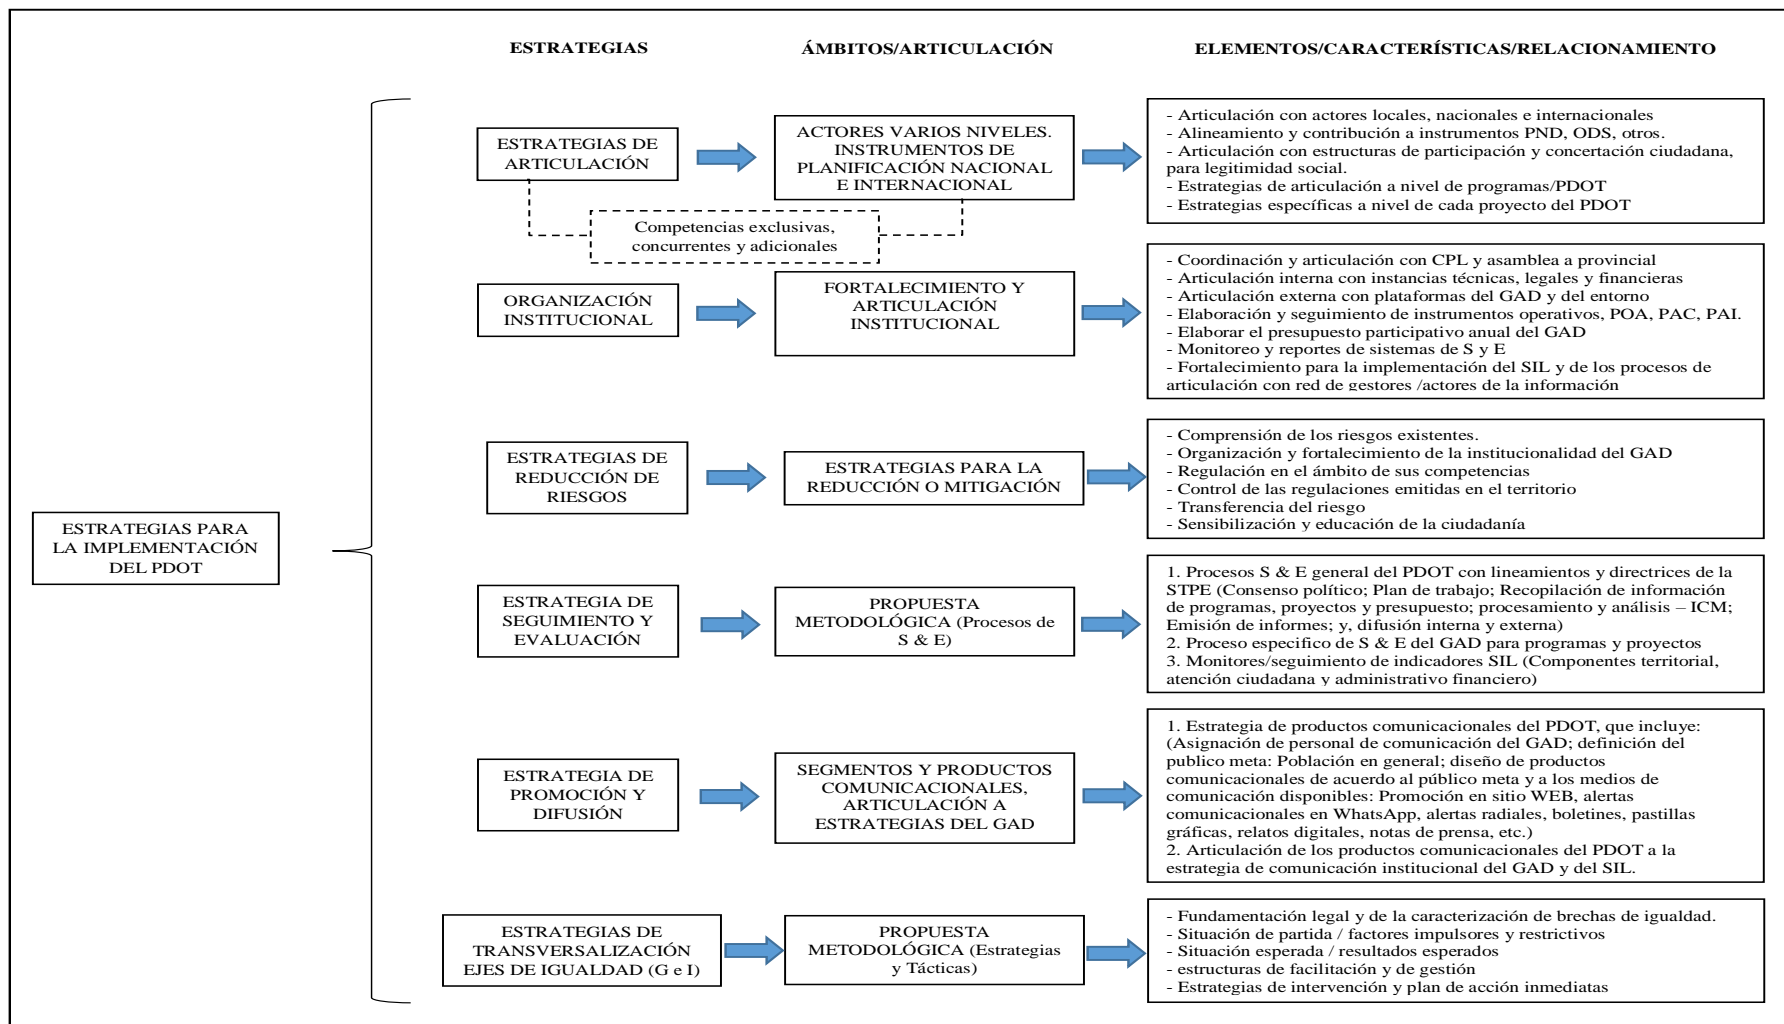 ESTRATEGIAS
ÁMBITOS/ARTICULACIÓN
ELEMENTOS/CARACTERÍSTICAS/RELACIONAMIENTO
ESTRATEGIAS PARA
LA IMPLEMENTACIÓN
DEL PDOT
ESTRATEGIAS DE
ARTICULACIÓN
ACTORES VARIOS NIVELES.
INSTRUMENTOS DE
PLANIFICACIÓN NACIONAL
E INTERNACIONAL
- Articulación con actores locales, nacionales e internacionales
- Alineamiento y contribución a instrumentos PND, ODS, otros.
- Articulación con estructuras de participación y concertación ciudadana,
para legitimidad social.
- Estrategias de articulación a nivel de programas/PDOT
- Estrategias específicas a nivel de cada proyecto del PDOT
Competencias exclusivas,
concurrentes y adicionales
ORGANIZACIÓN
INSTITUCIONAL
FORTALECIMIENTO Y
ARTICULACIÓN
INSTITUCIONAL
- Coordinación y articulación con CPL y asamblea a provincial
- Articulación interna con instancias técnicas, legales y financieras
- Articulación externa con plataformas del GAD y del entorno
- Elaboración y seguimiento de instrumentos operativos, POA, PAC, PAI.
- Elaborar el presupuesto participativo anual del GAD
- Monitoreo y reportes de sistemas de S y E
- Fortalecimiento para la implementación del SIL y de los procesos de
articulación con red de gestores /actores de la información
ESTRATEGIAS DE
REDUCCIÓN DE
RIESGOS
ESTRATEGIAS PARA LA
REDUCCIÓN O MITIGACIÓN
- Comprensión de los riesgos existentes.
- Organización y fortalecimiento de la institucionalidad del GAD
- Regulación en el ámbito de sus competencias
- Control de las regulaciones emitidas en el territorio
- Transferencia del riesgo
- Sensibilización y educación de la ciudadanía
ESTRATEGIA DE
SEGUIMIENTO Y
EVALUACIÓN
PROPUESTA
METODOLÓGICA (Procesos de
S & E)
1. Procesos S & E general del PDOT con lineamientos y directrices de la
STPE (Consenso político; Plan de trabajo; Recopilación de información
de programas, proyectos y presupuesto; procesamiento y análisis – ICM;
Emisión de informes; y, difusión interna y externa)
2. Proceso especifico de S & E del GAD para programas y proyectos
3. Monitores/seguimiento de indicadores SIL (Componentes territorial,
atención ciudadana y administrativo financiero)
ESTRATEGIA DE
PROMOCIÓN Y
DIFUSIÓN
SEGMENTOS Y PRODUCTOS
COMUNICACIONALES,
ARTICULACIÓN A
ESTRATEGIAS DEL GAD
1. Estrategia de productos comunicacionales del PDOT, que incluye:
(Asignación de personal de comunicación del GAD; definición del
publico meta: Población en general; diseño de productos
comunicacionales de acuerdo al público meta y a los medios de
comunicación disponibles: Promoción en sitio WEB, alertas
comunicacionales en WhatsApp, alertas radiales, boletines, pastillas
gráficas, relatos digitales, notas de prensa, etc.)
2. Articulación de los productos comunicacionales del PDOT a la
estrategia de comunicación institucional del GAD y del SIL.
ESTRATEGIAS DE
TRANSVERSALIZACIÓN
EJES DE IGUALDAD (G e I)
PROPUESTA
METODOLÓGICA (Estrategias
y Tácticas)
- Fundamentación legal y de la caracterización de brechas de igualdad.
- Situación de partida / factores impulsores y restrictivos
- Situación esperada / resultados esperados
- estructuras de facilitación y de gestión
- Estrategias de intervención y plan de acción inmediatas